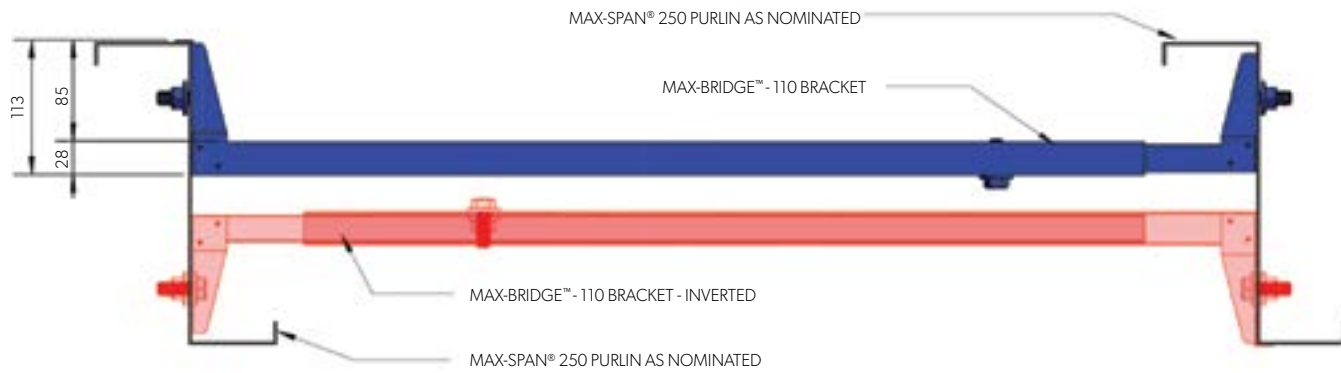 MAX-SPAN® 250 PURLIN AS NOMINATED
MAX-BRIDGE™ - 110 BRACKET
113
85
28
MAX-BRIDGE™ - 110 BRACKET - INVERTED
MAX-SPAN® 250 PURLIN AS NOMINATED